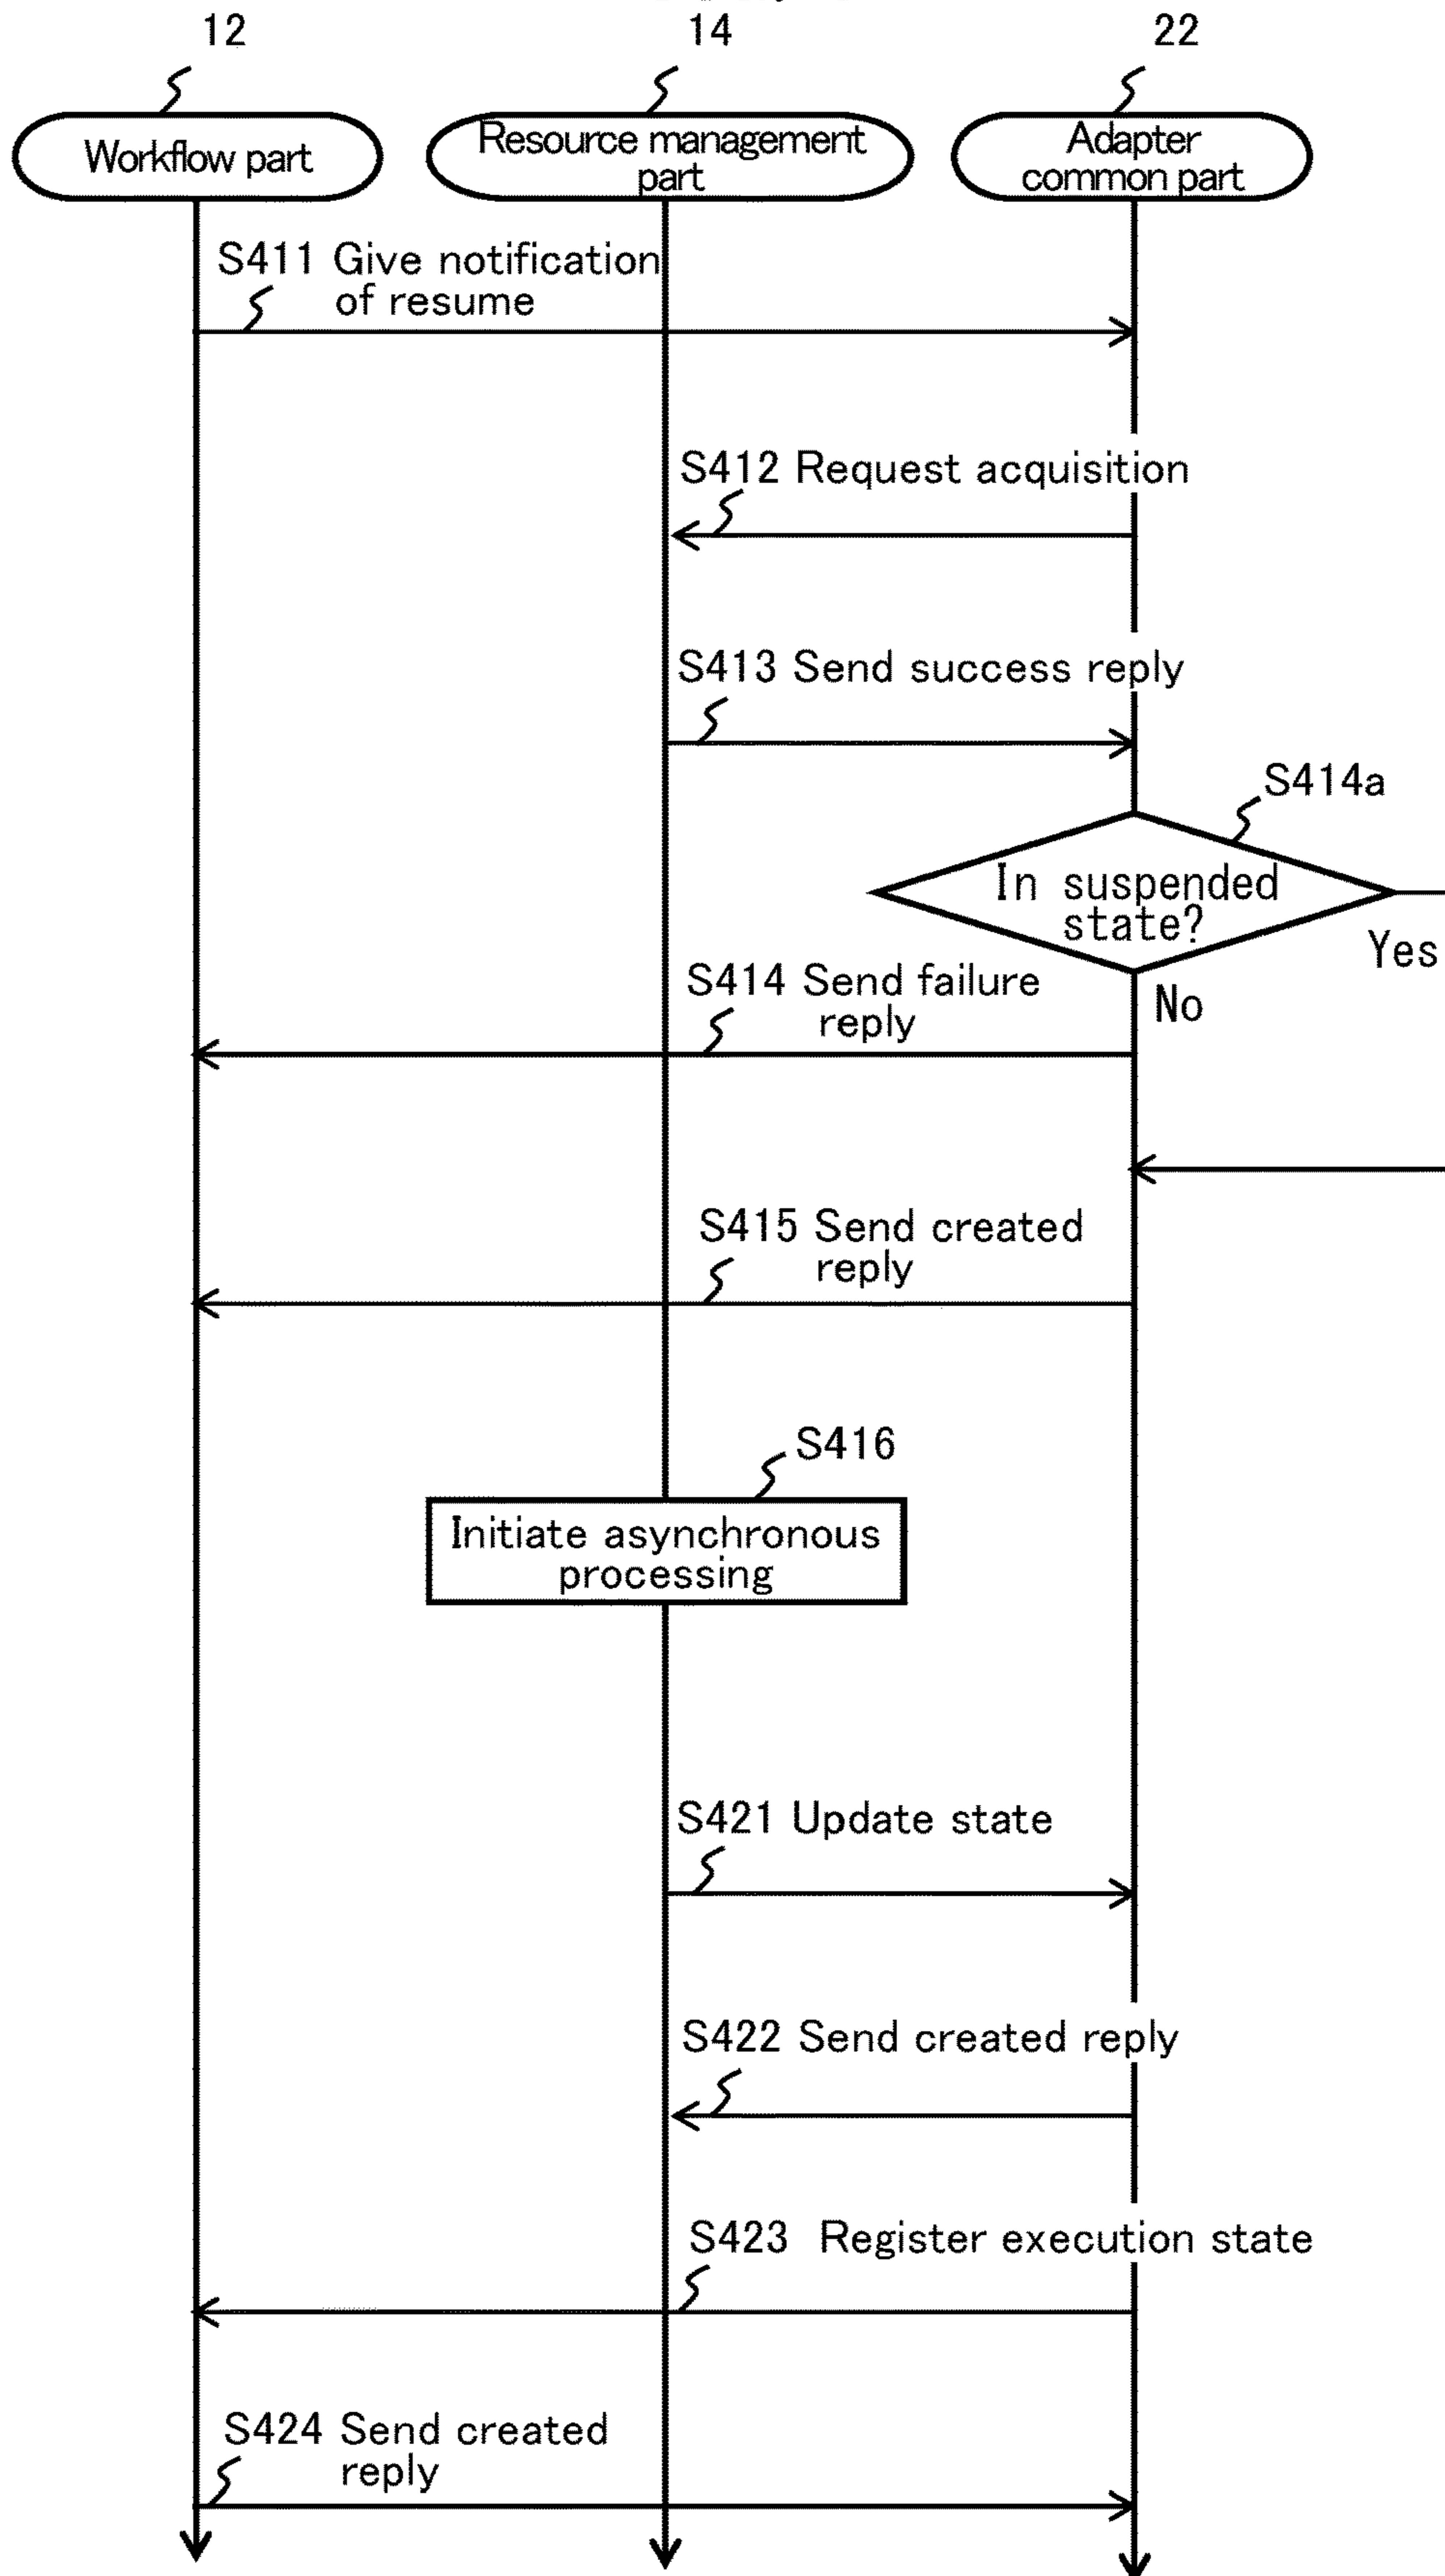 12
14
22
Workflow part
Resource management
part
Adapter
common part
S411 Give notification
of resume
S412 Request acquisition
S413 Send success reply
S414a
In suspended
state?
Yes
S414 Send failure
reply
No
S415 Send created
reply
S416
Initiate asynchronous
processing
S421 Update state
S422 Send created reply
S423 Register execution state
S424 Send created
reply